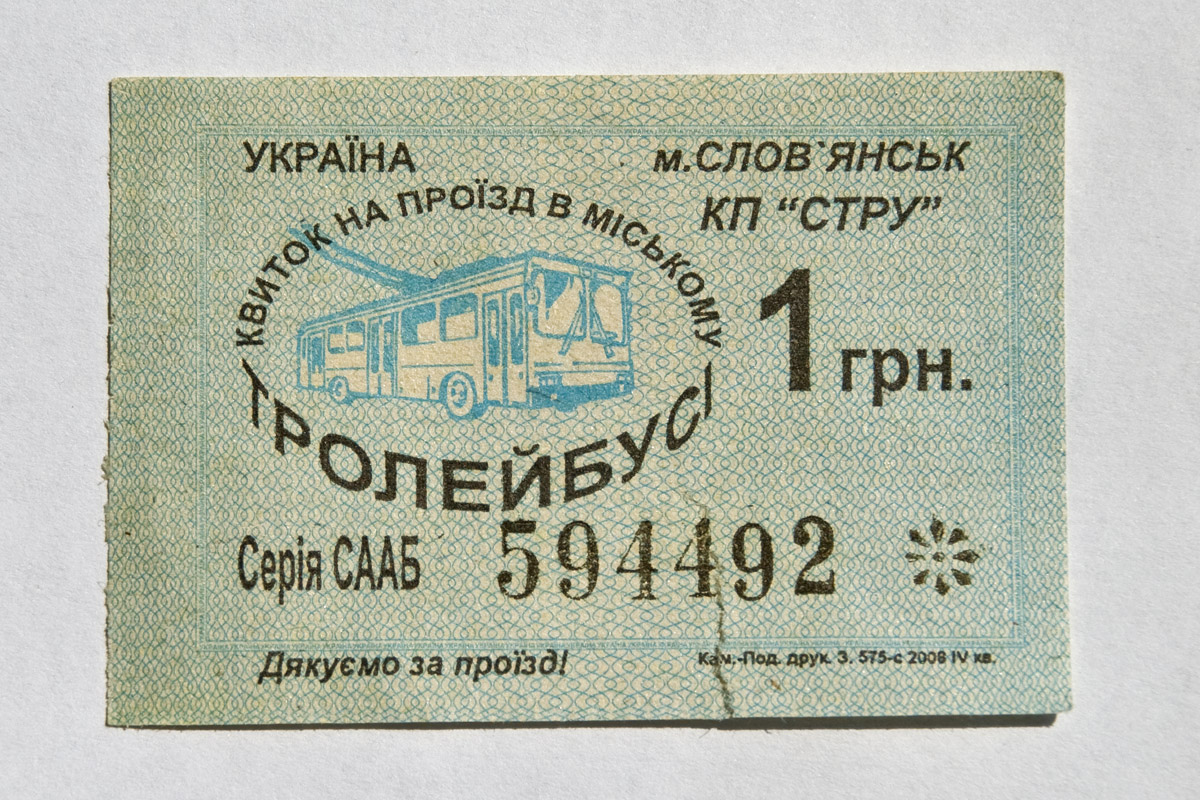 УКРАЇНА
м.СЛОВ`ЯНСЬК
КП “СТРУ”
КВИТОК НА ПРОЇЗД В МІСЬКОМУ
ТРОЛЕЙБУСІ
1 грн.
Серія СААБ 594492
Дякуємо за проїзд!
Кам.-Под. друк. З. 575-с 2008 IV кв.